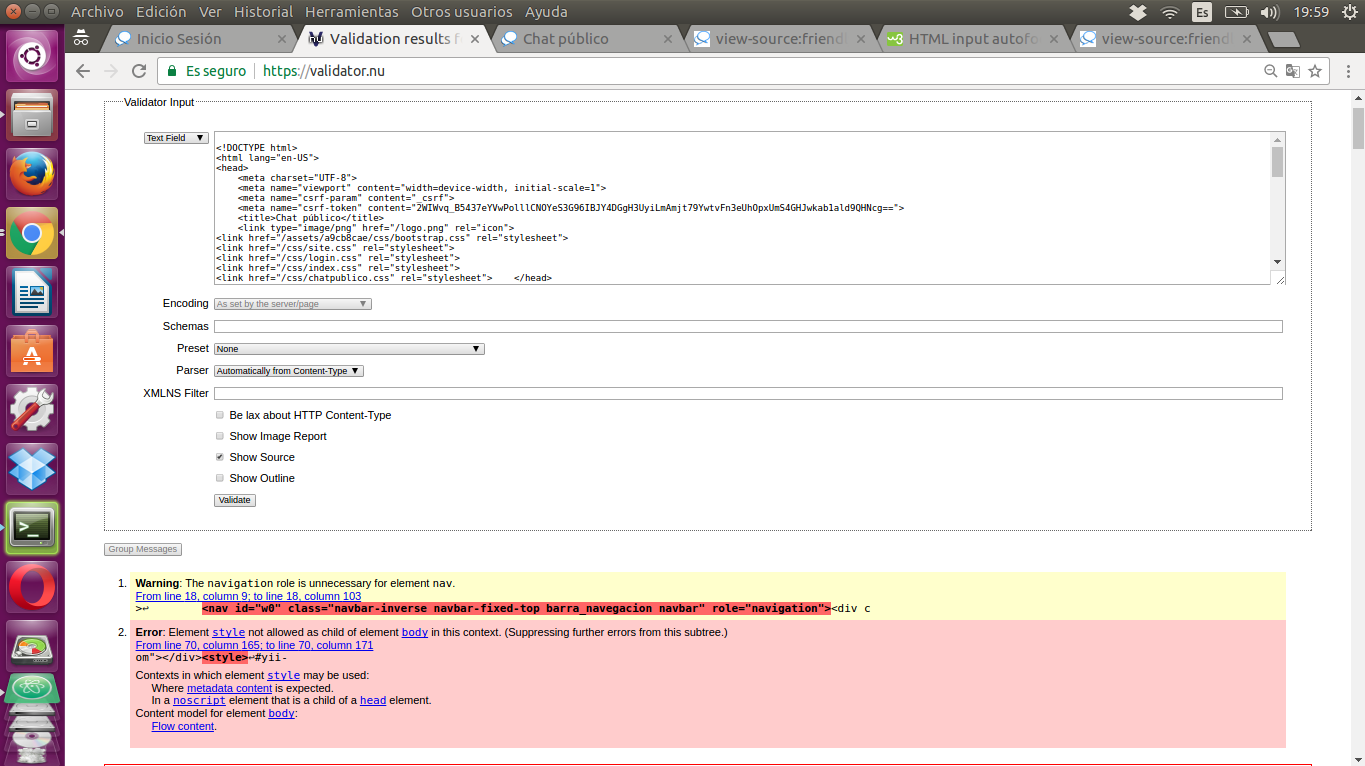 Archivo Edición Ver Historial Herramientas Otros usuarios Ayuda Es 19:59
Inicio Sesión × Validation results f × Chat público × view-source:friend × HTML input autofo × view-source:friend ×
Es seguro https://validator.nu
Validator Input
Text Field
<!DOCTYPE html>
<html lang="en-US">
<head>
<meta charset="UTF-8">
<meta name="viewport" content="width=device-width, initial-scale=1">
<meta name="csrf-param" content="_csrf">
<meta name="csrf-token" content="2WIWvq_B5437eYVwPolllCNOYeS3G96IBJY4DGgH3UyiLmAmjt79YwtvFn3eUhOpxUmS4GHJwkab1ald9QHNcg==">
<title>Chat público</title>
<link type="image/png" href="/logo.png" rel="icon">
<link href="/assets/a9cb8cae/css/bootstrap.css" rel="stylesheet">
<link href="/css/site.css" rel="stylesheet">
<link href="/css/login.css" rel="stylesheet">
<link href="/css/index.css" rel="stylesheet">
<link href="/css/chatpublico.css" rel="stylesheet"> </head>
Encoding As set by the server/page
Schemas
Preset None
Parser Automatically from Content-Type
XMLNS Filter
Be lax about HTTP Content-Type
Show Image Report
Show Source
Show Outline
Validate
Group Messages
1. Warning: The navigation role is unnecessary for element nav.
From line 18, column 9; to line 18, column 103
>↩ <nav id="w0" class="navbar-inverse navbar-fixed-top barra_navegacion navbar" role="navigation"><div c
2. Error: Element style not allowed as child of element body in this context. (Suppressing further errors from this subtree.)
From line 70, column 165; to line 70, column 171
om"></div><style>↩#yii-
Contexts in which element style may be used:
Where metadata content is expected.
In a noscript element that is a child of a head element.
Content model for element body:
Flow content.